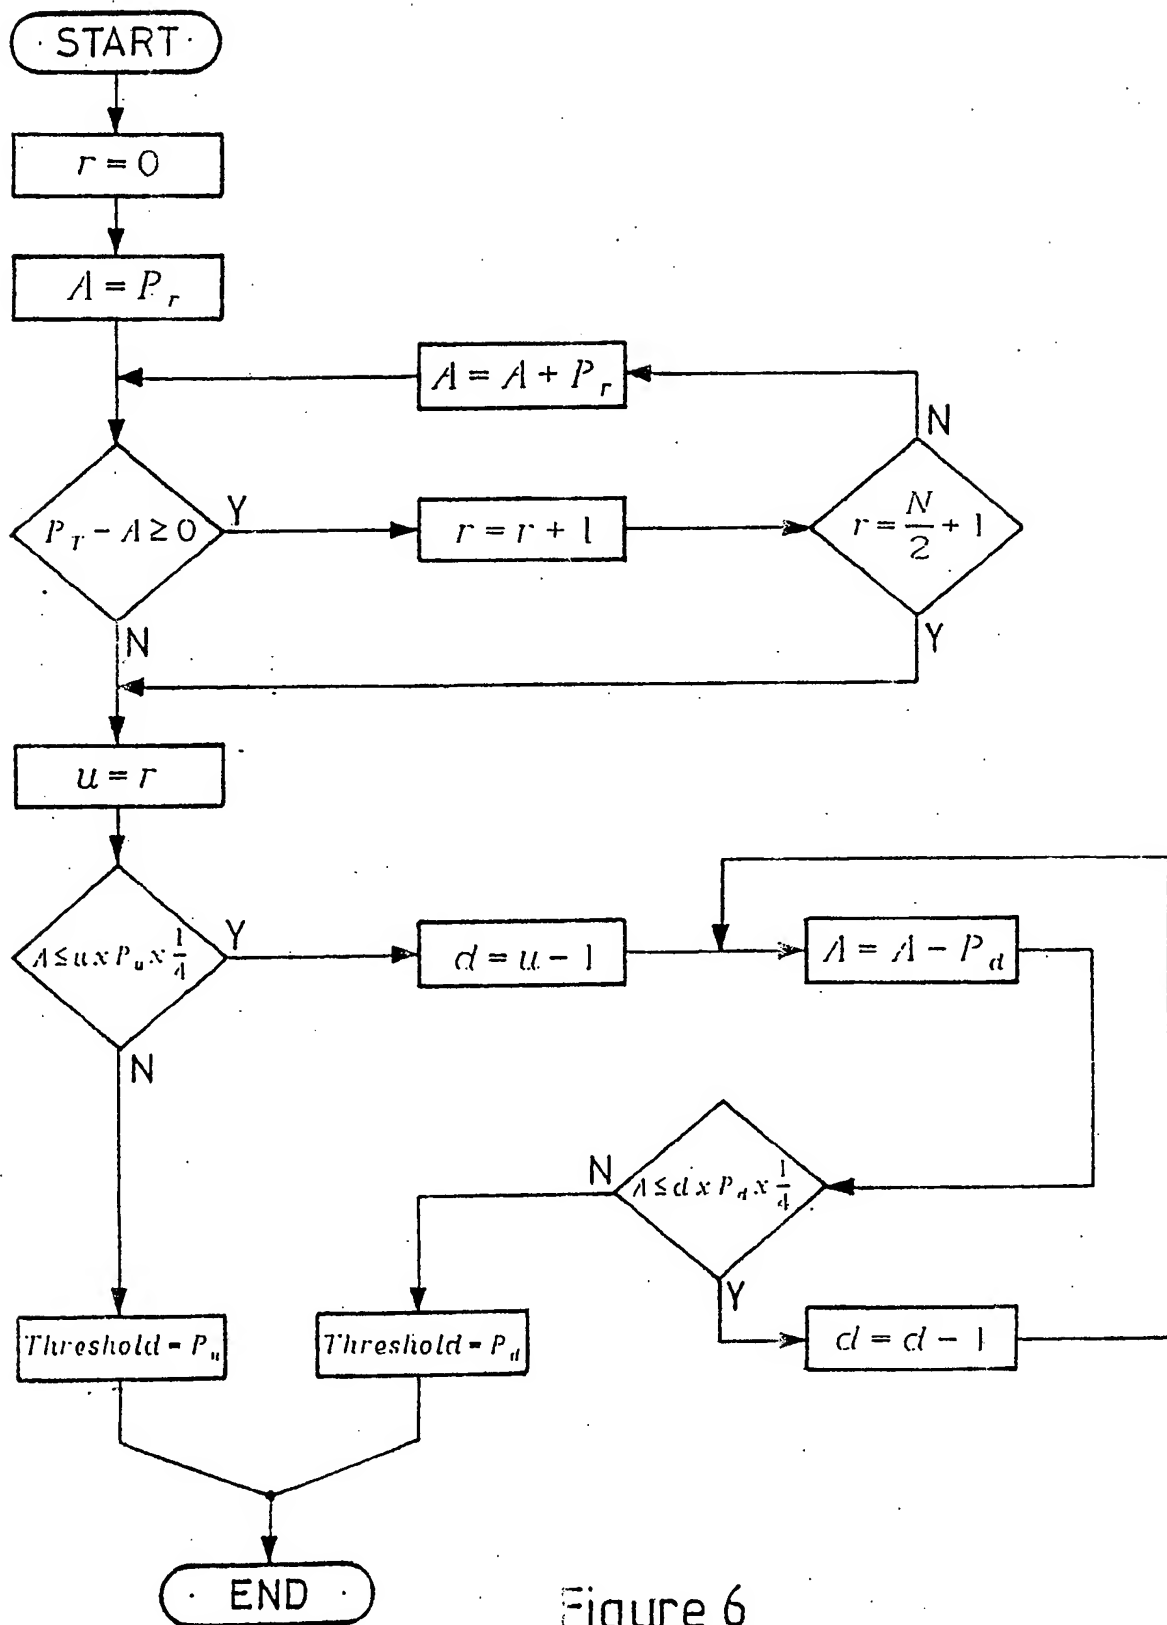 START
r = 0
A = P_r
A = A + P_r
N
P_r - A ≥ 0
Y
r = r + 1
r = N/2 + 1
N
Y
u = r
A ≤ u x P_u x 1/4
Y
d = u - 1
A = A - P_d
N
N
A ≤ d x P_d x 1/4
Y
Threshold = P_u
Threshold = P_d
d = d - 1
END
Figure 6